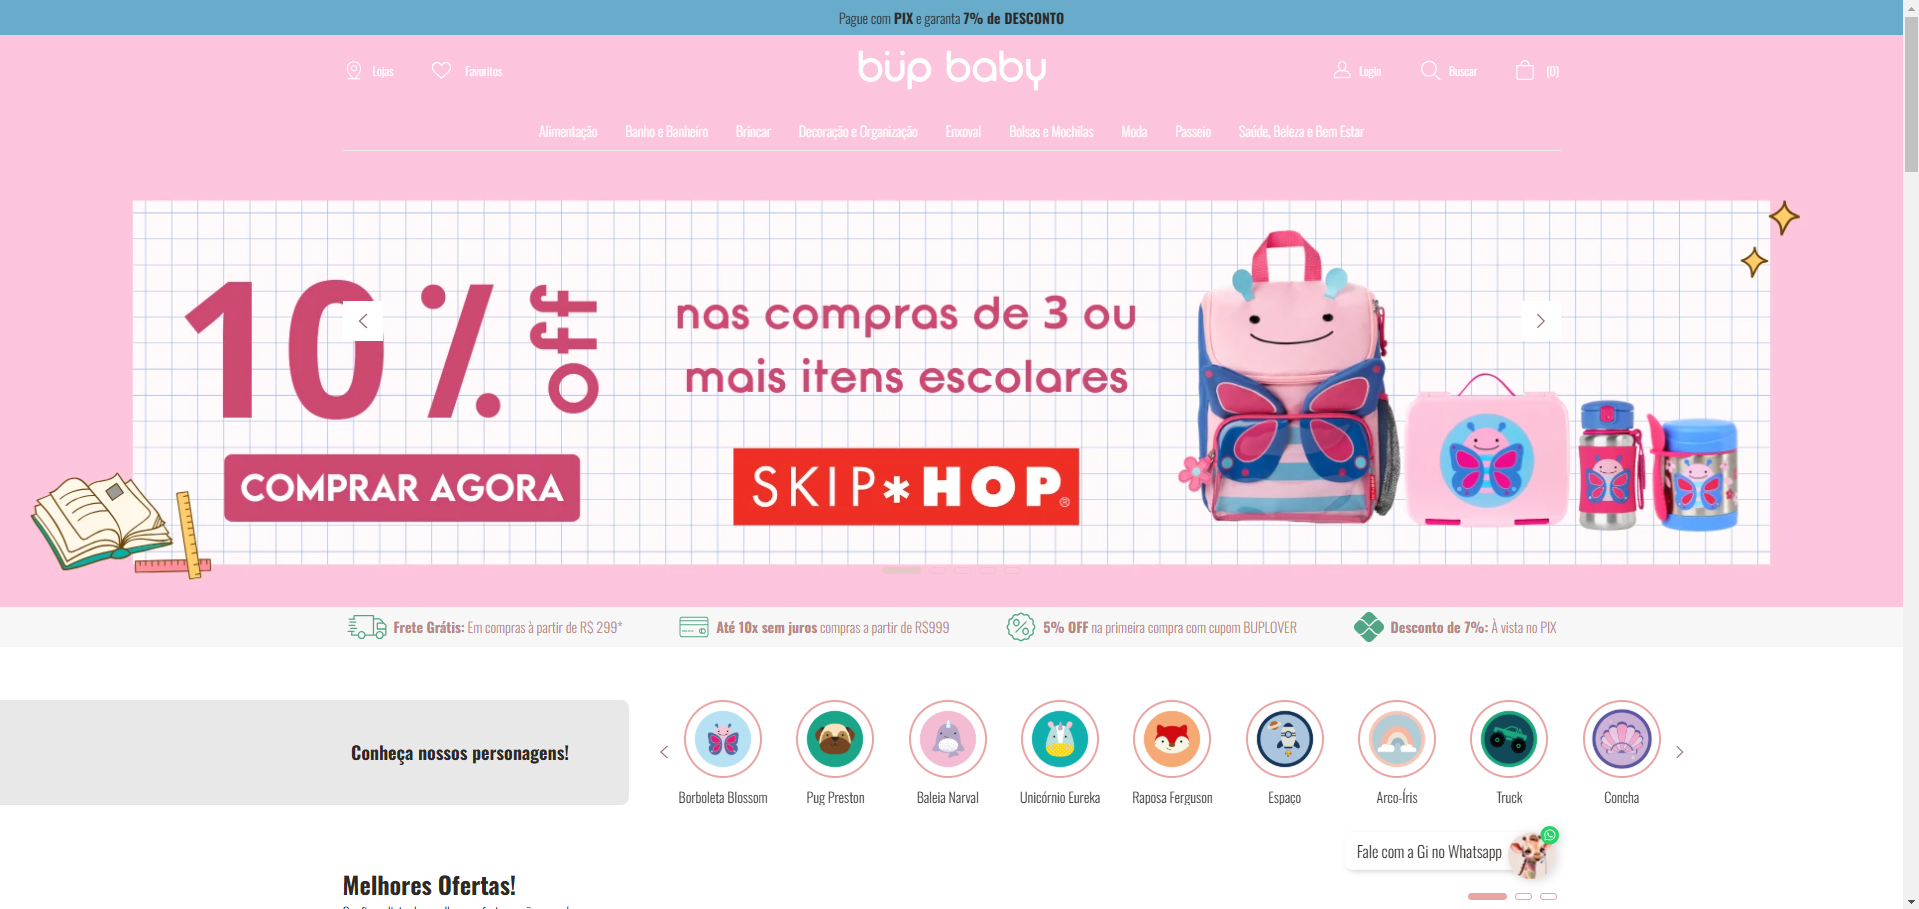 Pague com PIX e garanta 7% de DESCONTO
Lojas
Favoritos
büp baby
Login
Buscar
(0)
Alimentação
Banho e Banheiro
Brincar
Decoração e Organização
Enxoval
Bolsas e Mochilas
Moda
Passeio
Saúde, Beleza e Bem Estar
10% off
nas compras de 3 ou
mais itens escolares
COMPRAR AGORA
SKIP*HOP®
Frete Grátis: Em compras à partir de R$ 299*
Até 10x sem juros compras a partir de R$999
5% OFF na primeira compra com cupom BUPLOVER
Desconto de 7%: À vista no PIX
Conheça nossos personagens!
Borboleta Blossom
Pug Preston
Baleia Narval
Unicórnio Eureka
Raposa Ferguson
Espaço
Arco-Íris
Truck
Concha
Fale com a Gi no Whatsapp
Melhores Ofertas!